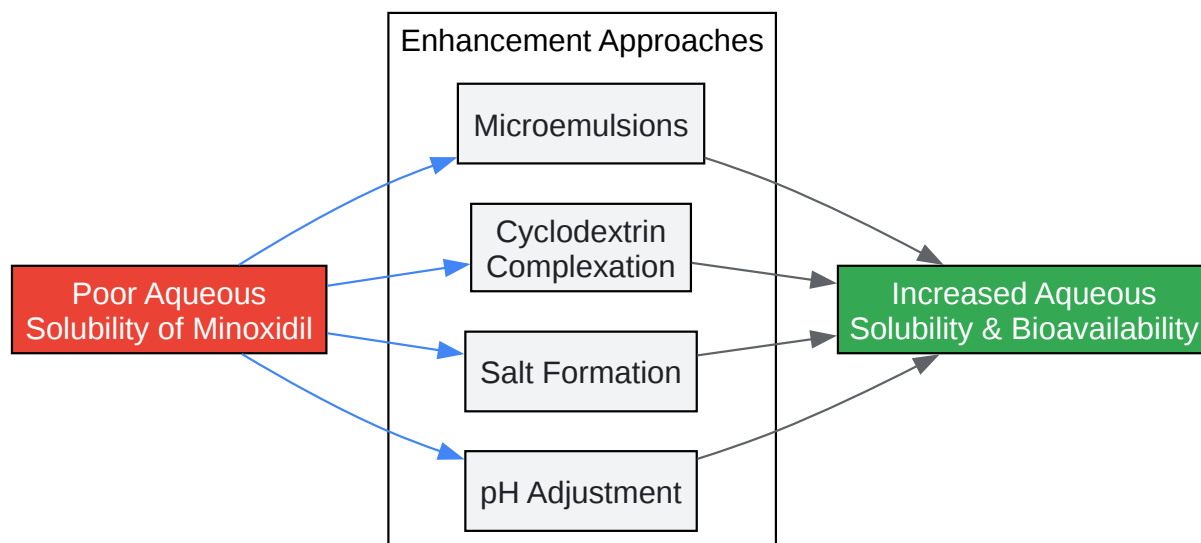 Enhancement Approaches
Microemulsions
Cyclodextrin
Complexation
Poor Aqueous
Solubility of Minoxidil
Increased Aqueous
Solubility & Bioavailability
Salt Formation
pH Adjustment